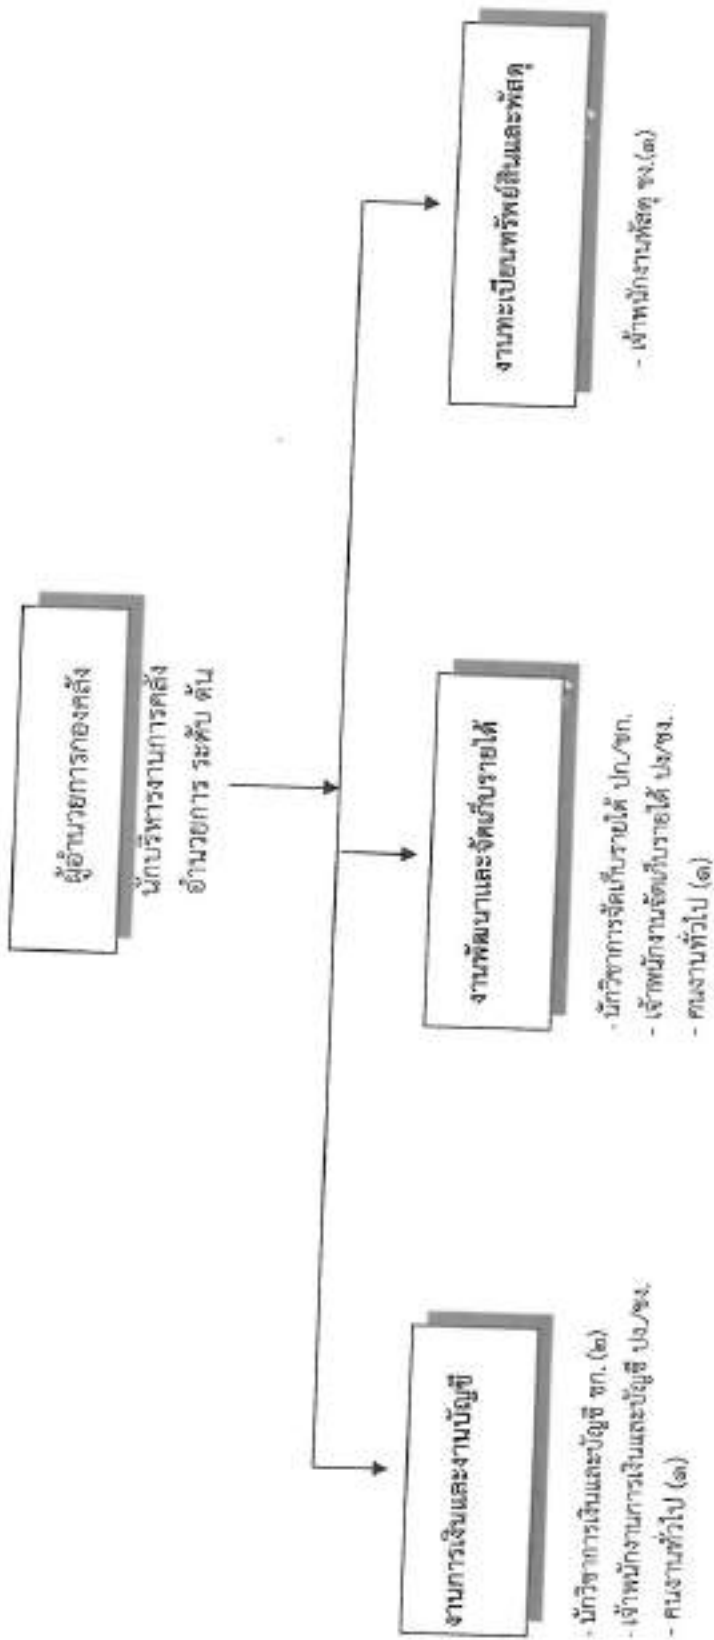 ผู้อำนวยการกองคลัง
นักบริหารงานการคลัง
อำนวยการ ระดับ ต้น
งานการเงินและงานบัญชี
- นักวิชาการเงินและบัญชี ชก. (๒)
- เจ้าพนักงานการเงินและบัญชี ปง./ชง.
- คนงานทั่วไป (๑)
งานพัฒนาและจัดเก็บรายได้
- นักวิชาการจัดเก็บรายได้ ปก./ชก.
- เจ้าพนักงานจัดเก็บรายได้ ปง/ชง.
- คนงานทั่วไป (๑)
งานทะเบียนทรัพย์สินและพัสดุ
- เจ้าพนักงานพัสดุ ชง.(๑)